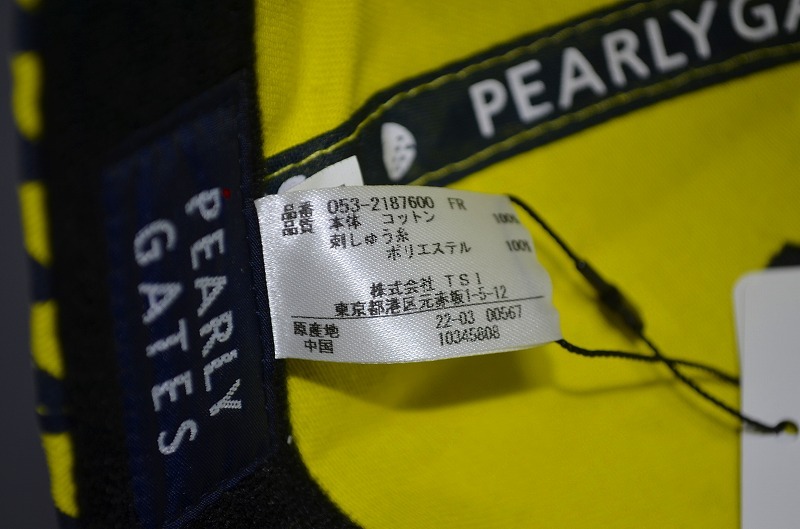 PEARLY GA
品番 053-2187600 FR
品質 本体 コットン 100%
刺しゅう糸
ポリエステル 100%
株式会社 TSI
東京都港区元赤坂1-5-12
原産地 22-03 00567
中国 10345808
PEARLY
GATES